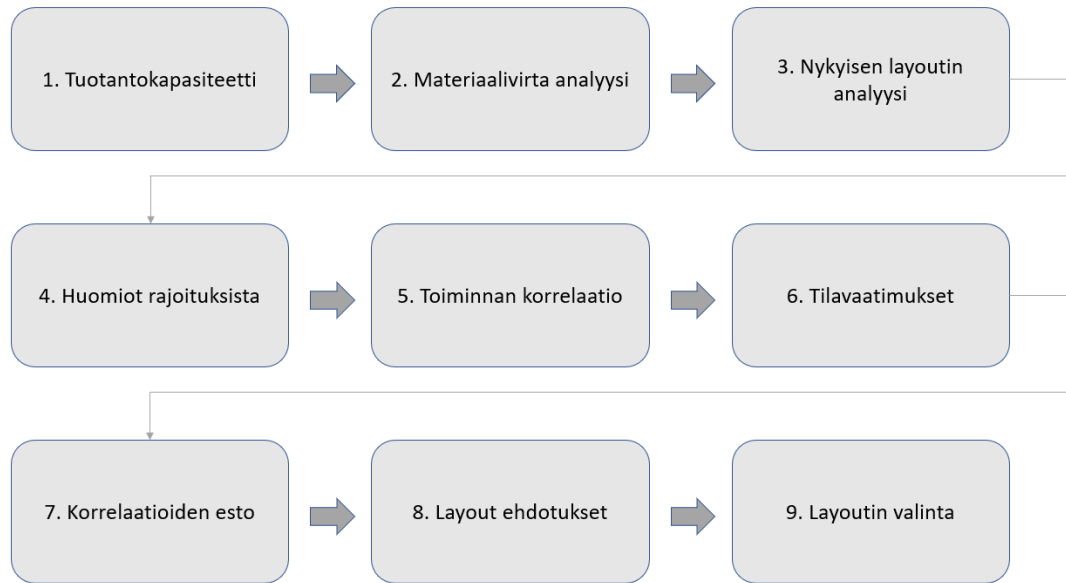 1. Tuotantokapasiteetti
2. Materiaalivirta analyysi
3. Nykyisen layoutin
analyysi
4. Huomiot rajoituksista
5. Toiminnan korrelaatio
6. Tilavaatimukset
7. Korrelaatioiden esto
8. Layout ehdotukset
9. Layoutin valinta